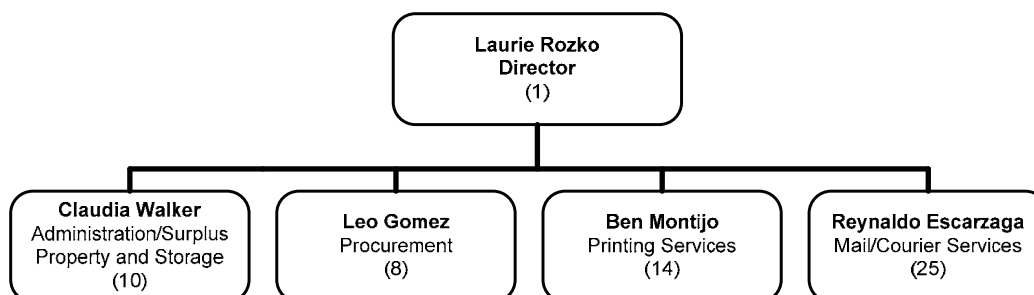 Laurie Rozko
Director
(1)
Claudia Walker
Administration/Surplus
Property and Storage
(10)
Leo Gomez
Procurement
(8)
Ben Montijo
Printing Services
(14)
Reynaldo Escarzaga
Mail/Courier Services
(25)